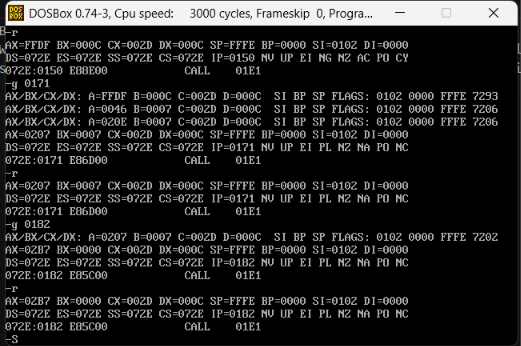 DOSBox 0.74-3, Cpu speed: 3000 cycles, Frameskip 0, Progra...
-r
AX=FFDF BX=000C CX=002D DX=000C SP=FFFE BP=0000 SI=0102 DI=0000
DS=072E ES=072E SS=072E CS=072E IP=0150 NV UP EI NG NZ AC PO CY
072E:0150 E88E00 CALL 01E1
-g 0171
AX/BX/CX/DX: A=FFDF B=000C C=002D D=000C SI BP SP FLAGS: 0102 0000 FFFE 7293
AX/BX/CX/DX: A=0046 B=0007 C=002D D=000C SI BP SP FLAGS: 0102 0000 FFFE 7206
AX/BX/CX/DX: A=020E B=0007 C=002D D=000C SI BP SP FLAGS: 0102 0000 FFFE 7206
AX=0207 BX=0007 CX=002D DX=000C SP=FFFE BP=0000 SI=0102 DI=0000
DS=072E ES=072E SS=072E CS=072E IP=0171 NV UP EI PL NZ NA PO NC
072E:0171 E86D00 CALL 01E1
-r
AX=0207 BX=0007 CX=002D DX=000C SP=FFFE BP=0000 SI=0102 DI=0000
DS=072E ES=072E SS=072E CS=072E IP=0171 NV UP EI PL NZ NA PO NC
072E:0171 E86D00 CALL 01E1
-g 0182
AX/BX/CX/DX: A=0207 B=0007 C=002D D=000C SI BP SP FLAGS: 0102 0000 FFFE 7202
AX=02B7 BX=0000 CX=002D DX=000C SP=FFFE BP=0000 SI=0102 DI=0000
DS=072E ES=072E SS=072E CS=072E IP=0182 NV UP EI PL NZ NA PO NC
072E:0182 E85C00 CALL 01E1
-r
AX=02B7 BX=0000 CX=002D DX=000C SP=FFFE BP=0000 SI=0102 DI=0000
DS=072E ES=072E SS=072E CS=072E IP=0182 NV UP EI PL NZ NA PO NC
072E:0182 E85C00 CALL 01E1
-S